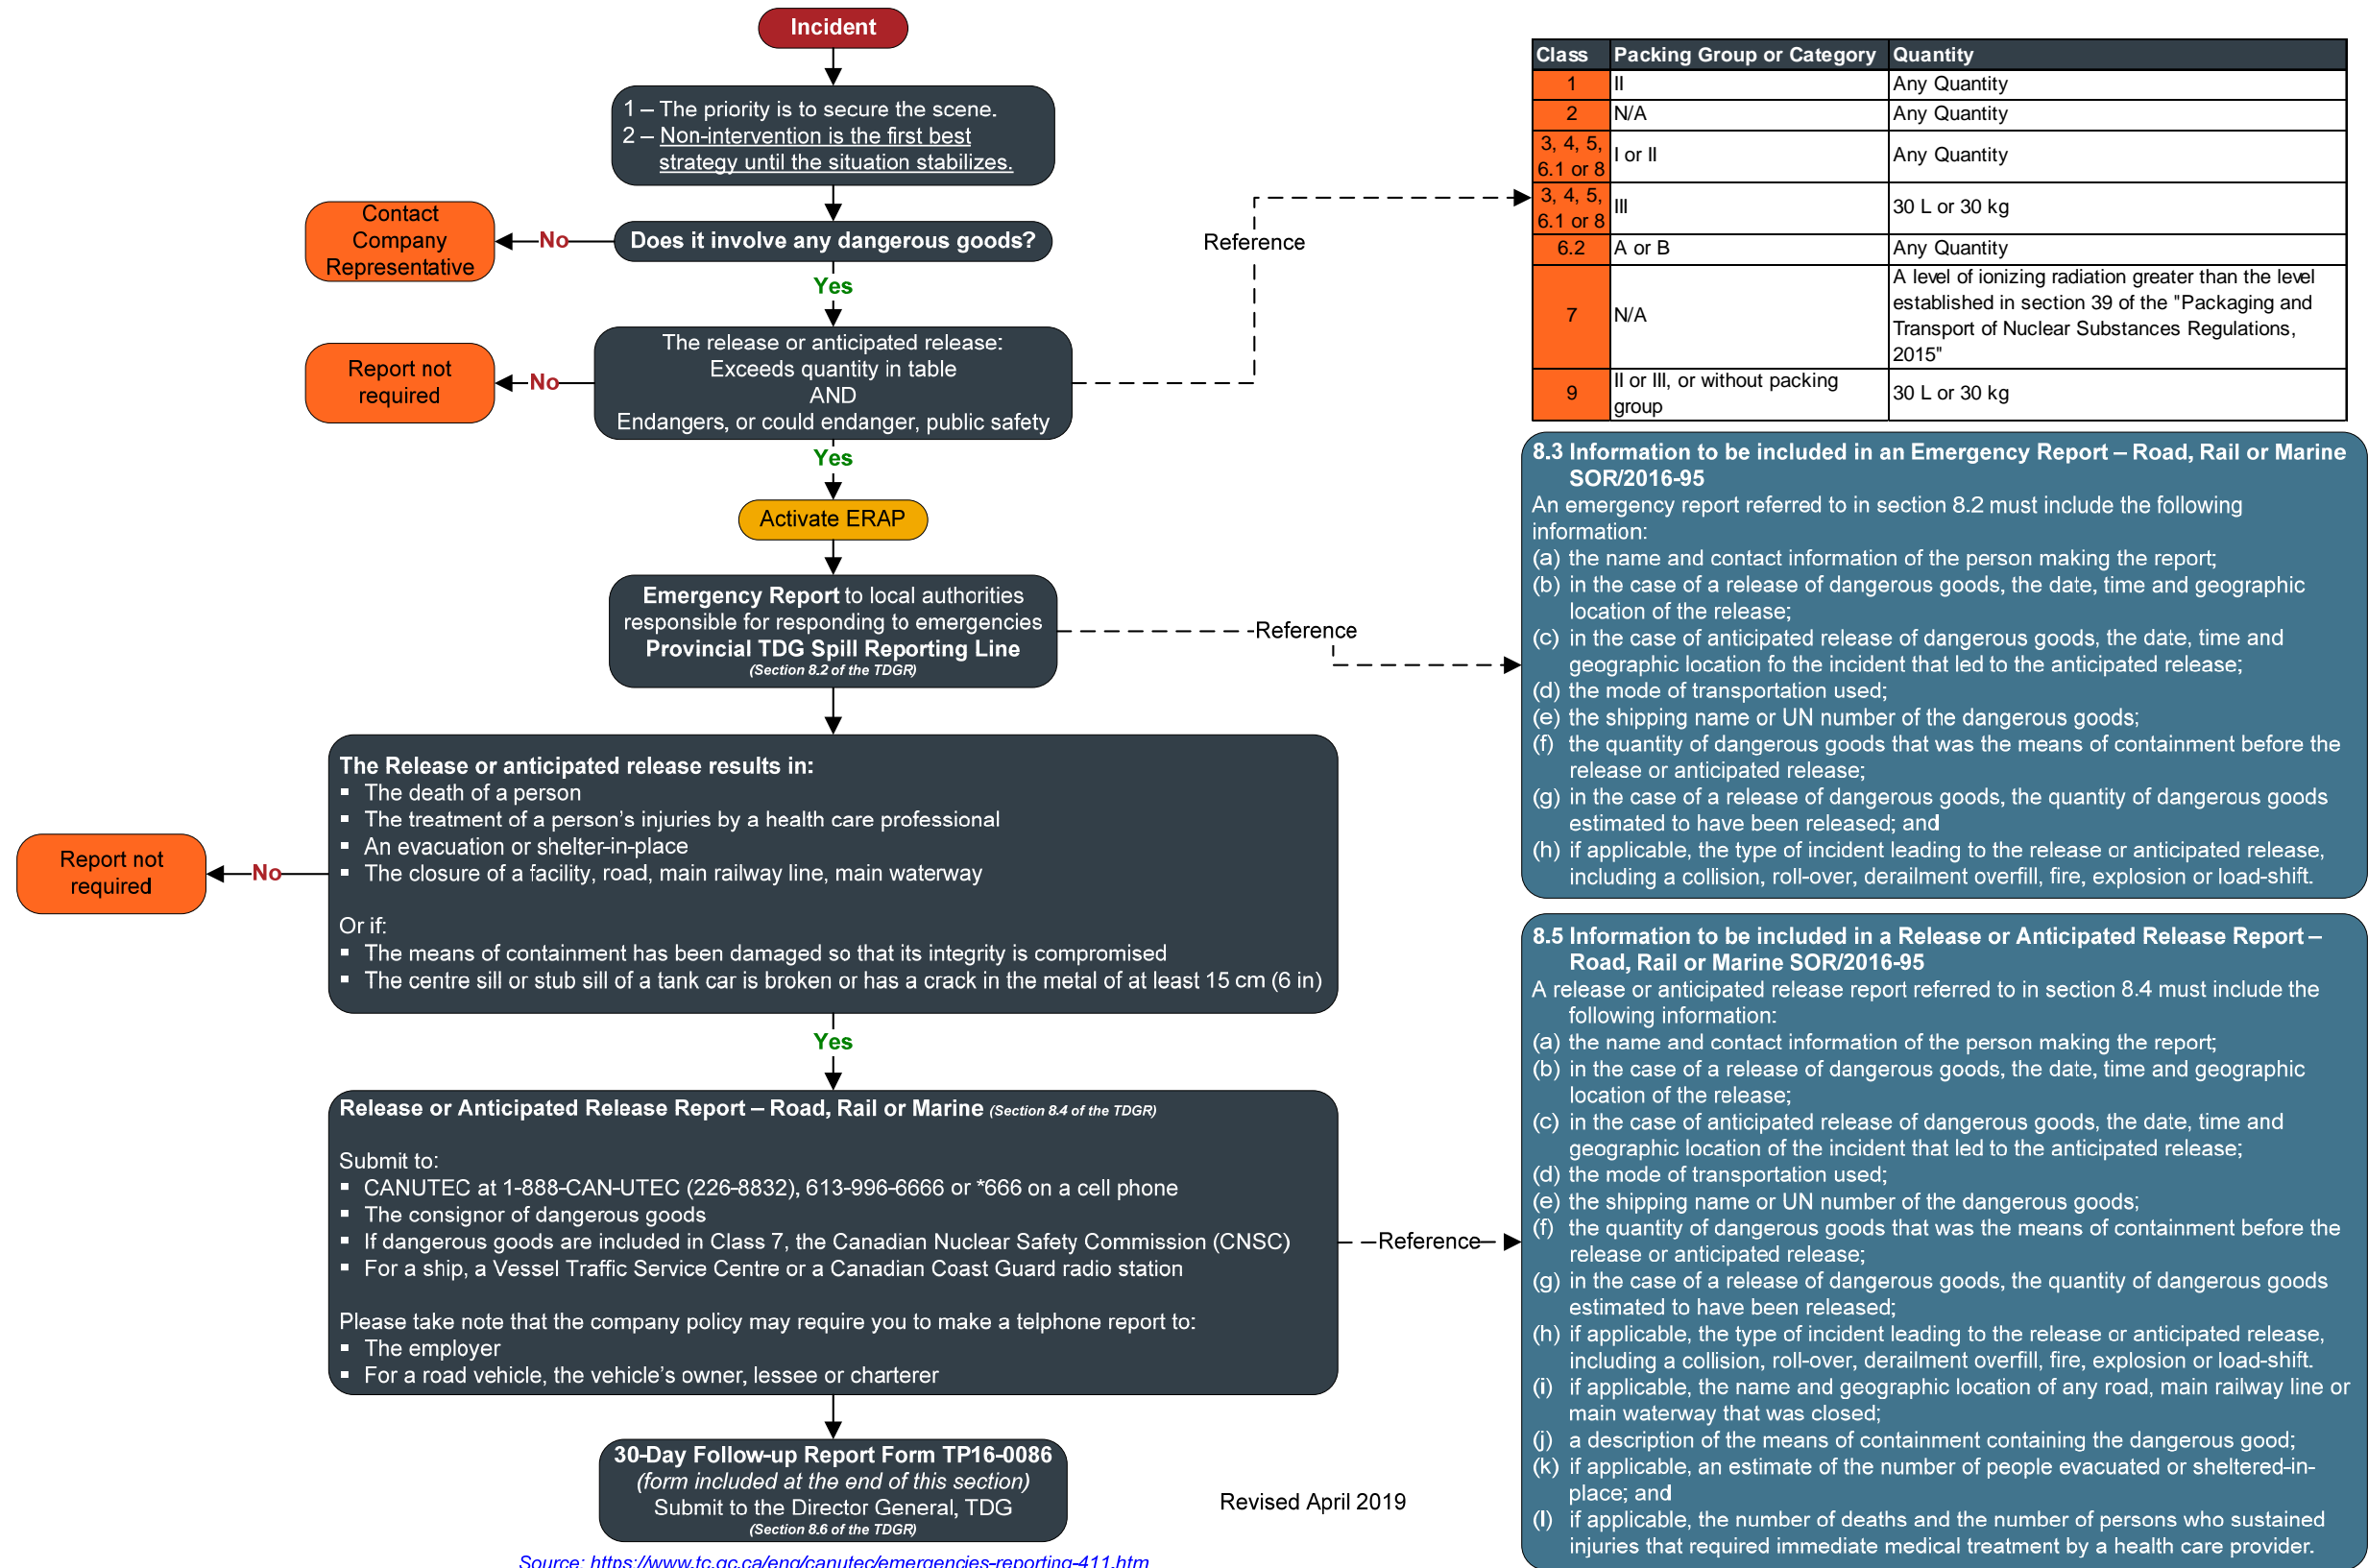 Incident
1 – The priority is to secure the scene.
2 – Non-intervention is the first best
strategy until the situation stabilizes.
Does it involve any dangerous goods?
No
Contact
Company
Representative
Yes
The release or anticipated release:
Exceeds quantity in table
AND
Endangers, or could endanger, public safety
No
Report not
required
Reference
Yes
Activate ERAP
Emergency Report to local authorities
responsible for responding to emergencies
Provincial TDG Spill Reporting Line
(Section 8.2 of the TDGR)
Reference
The Release or anticipated release results in:
▪ The death of a person
▪ The treatment of a person's injuries by a health care professional
▪ An evacuation or shelter-in-place
▪ The closure of a facility, road, main railway line, main waterway
Or if:
▪ The means of containment has been damaged so that its integrity is compromised
▪ The centre sill or stub sill of a tank car is broken or has a crack in the metal of at least 15 cm (6 in)
No
Report not
required
Yes
Release or Anticipated Release Report – Road, Rail or Marine (Section 8.4 of the TDGR)
Submit to:
▪ CANUTEC at 1-888-CAN-UTEC (226-8832), 613-996-6666 or *666 on a cell phone
▪ The consignor of dangerous goods
▪ If dangerous goods are included in Class 7, the Canadian Nuclear Safety Commission (CNSC)
▪ For a ship, a Vessel Traffic Service Centre or a Canadian Coast Guard radio station
Please take note that the company policy may require you to make a telphone report to:
▪ The employer
▪ For a road vehicle, the vehicle's owner, lessee or charterer
Reference
30-Day Follow-up Report Form TP16-0086
(form included at the end of this section)
Submit to the Director General, TDG
(Section 8.6 of the TDGR)
Revised April 2019
Source: https://www.tc.gc.ca/eng/canutec/emergencies-reporting-411.htm
Class Packing Group or Category Quantity
1 II Any Quantity
2 N/A Any Quantity
3, 4, 5,
6.1 or 8 I or II Any Quantity
3, 4, 5,
6.1 or 8 III 30 L or 30 kg
6.2 A or B Any Quantity
7 N/A A level of ionizing radiation greater than the level
established in section 39 of the "Packaging and
Transport of Nuclear Substances Regulations,
2015"
9 II or III, or without packing
group 30 L or 30 kg
8.3 Information to be included in an Emergency Report – Road, Rail or Marine
SOR/2016-95
An emergency report referred to in section 8.2 must include the following
information:
(a) the name and contact information of the person making the report;
(b) in the case of a release of dangerous goods, the date, time and geographic
location of the release;
(c) in the case of anticipated release of dangerous goods, the date, time and
geographic location fo the incident that led to the anticipated release;
(d) the mode of transportation used;
(e) the shipping name or UN number of the dangerous goods;
(f) the quantity of dangerous goods that was the means of containment before the
release or anticipated release;
(g) in the case of a release of dangerous goods, the quantity of dangerous goods
estimated to have been released; and
(h) if applicable, the type of incident leading to the release or anticipated release,
including a collision, roll-over, derailment overfill, fire, explosion or load-shift.
8.5 Information to be included in a Release or Anticipated Release Report –
Road, Rail or Marine SOR/2016-95
A release or anticipated release report referred to in section 8.4 must include the
following information:
(a) the name and contact information of the person making the report;
(b) in the case of a release of dangerous goods, the date, time and geographic
location of the release;
(c) in the case of anticipated release of dangerous goods, the date, time and
geographic location of the incident that led to the anticipated release;
(d) the mode of transportation used;
(e) the shipping name or UN number of the dangerous goods;
(f) the quantity of dangerous goods that was the means of containment before the
release or anticipated release;
(g) in the case of a release of dangerous goods, the quantity of dangerous goods
estimated to have been released;
(h) if applicable, the type of incident leading to the release or anticipated release,
including a collision, roll-over, derailment overfill, fire, explosion or load-shift.
(i) if applicable, the name and geographic location of any road, main railway line or
main waterway that was closed;
(j) a description of the means of containment containing the dangerous good;
(k) if applicable, an estimate of the number of people evacuated or sheltered-in-
place; and
(l) if applicable, the number of deaths and the number of persons who sustained
injuries that required immediate medical treatment by a health care provider.